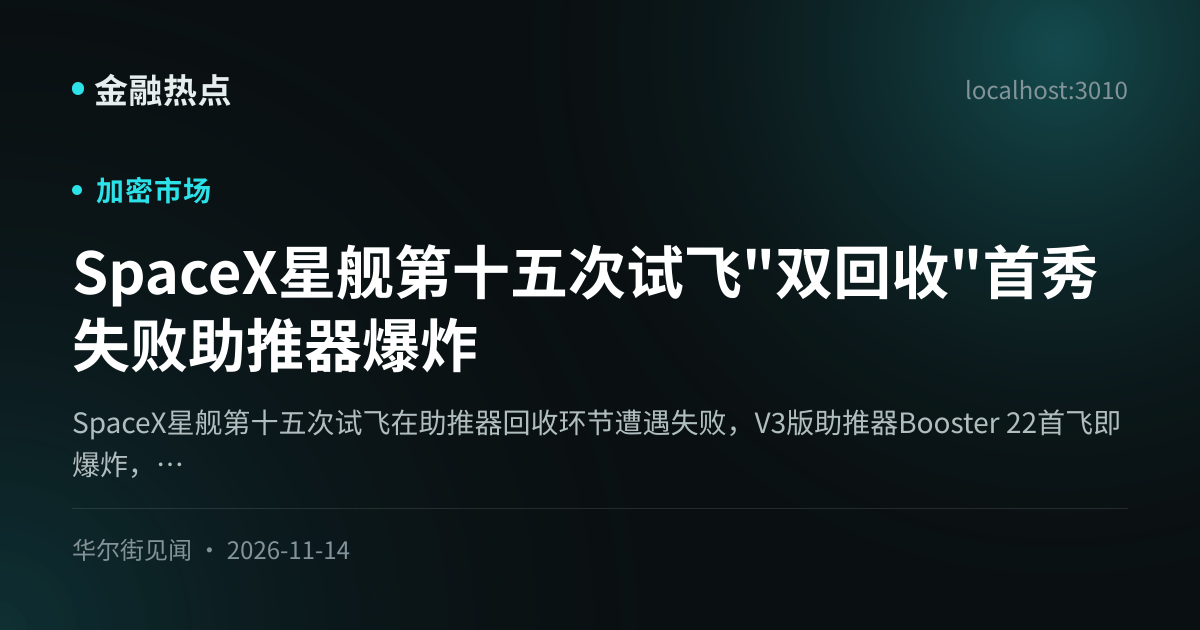 金融热点
localhost:3010
加密市场
SpaceX星舰第十五次试飞"双回收"首秀
失败助推器爆炸
SpaceX星舰第十五次试飞在助推器回收环节遭遇失败，V3版助推器Booster 22首飞即
爆炸，…
华尔街见闻 · 2026-11-14